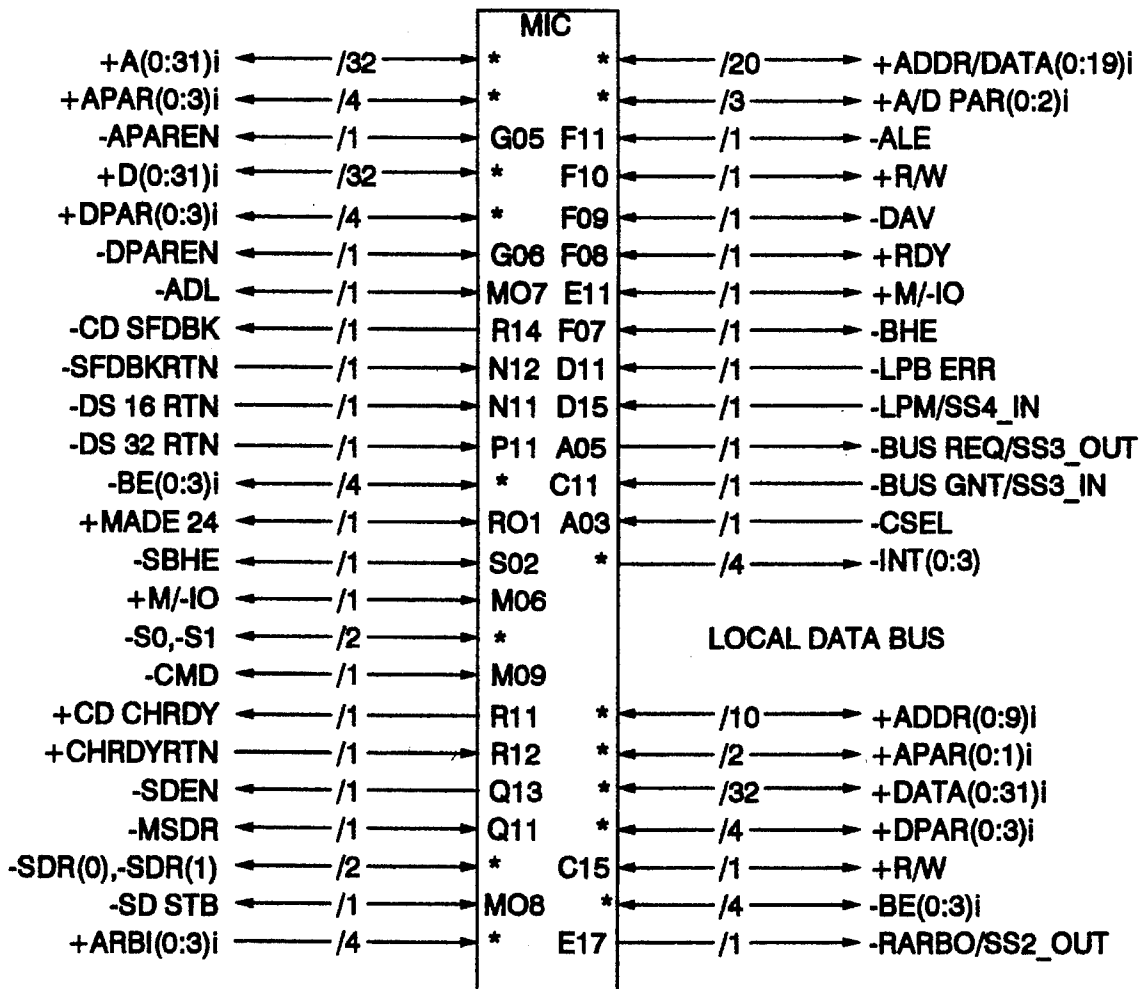 MIC
+A(0:31)i /32 * * /20 +ADDR/DATA(0:19)i
+APAR(0:3)i /4 * * /3 +A/D PAR(0:2)i
-APAREN /1 G05 F11 /1 -ALE
+D(0:31)i /32 * F10 /1 +R/W
+DPAR(0:3)i /4 * F09 /1 -DAV
-DPAREN /1 G06 F08 /1 +RDY
-ADL /1 MO7 E11 /1 +M/-IO
-CD SFDBK /1 R14 F07 /1 -BHE
-SFDBKRTN /1 N12 D11 /1 -LPB ERR
-DS 16 RTN /1 N11 D15 /1 -LPM/SS4_IN
-DS 32 RTN /1 P11 A05 /1 -BUS REQ/SS3_OUT
-BE(0:3)i /4 * C11 /1 -BUS GNT/SS3_IN
+MADE 24 /1 RO1 A03 /1 -CSEL
-SBHE /1 S02 * /4 -INT(0:3)
+M/-IO /1 M06
-S0,-S1 /2 * LOCAL DATA BUS
-CMD /1 M09
+CD CHRDY /1 R11 * /10 +ADDR(0:9)i
+CHRDYRTN /1 R12 * /2 +APAR(0:1)i
-SDEN /1 Q13 * /32 +DATA(0:31)i
-MSDR /1 Q11 * /4 +DPAR(0:3)i
-SDR(0),-SDR(1) /2 * C15 /1 +R/W
-SD STB /1 MO8 * /4 -BE(0:3)i
+ARBI(0:3)i /4 * E17 /1 -RARBO/SS2_OUT